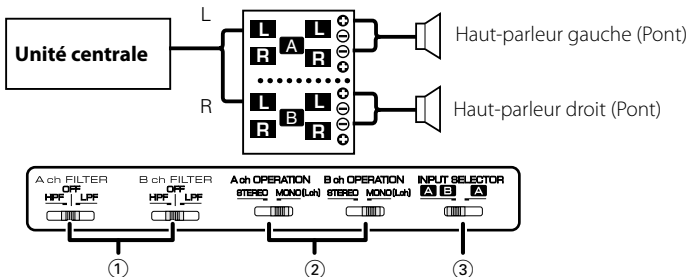 L
Unité centrale
L L ⊕
A ⊖
R R ⊖
⊕
Haut-parleur gauche (Pont)
R
L L ⊕
B ⊖
R R ⊖
⊕
Haut-parleur droit (Pont)
A ch FILTER
OFF
HPF LPF
B ch FILTER
OFF
HPF LPF
A ch OPERATION
STEREO MONO(Lch)
B ch OPERATION
STEREO MONO(Lch)
INPUT SELECTOR
A B A
① ② ③